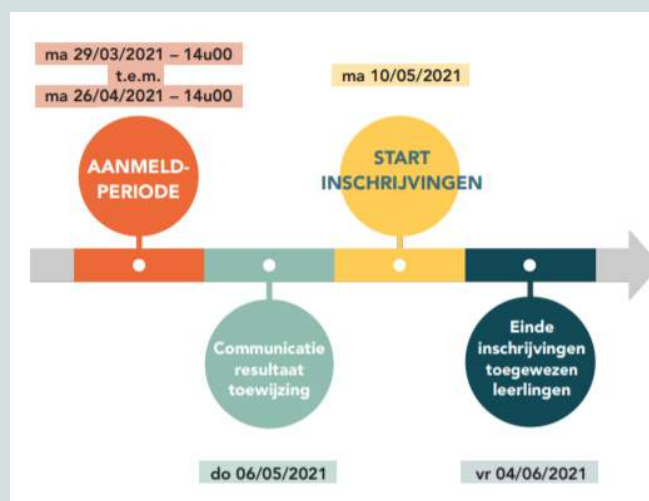 ma 29/03/2021 – 14u00
t.e.m.
ma 26/04/2021 – 14u00
AANMELD-
PERIODE
Communicatie
resultaat
toewijzing
do 06/05/2021
ma 10/05/2021
START
INSCHRIJVINGEN
Einde
inschrijvingen
toegewezen
leerlingen
vr 04/06/2021